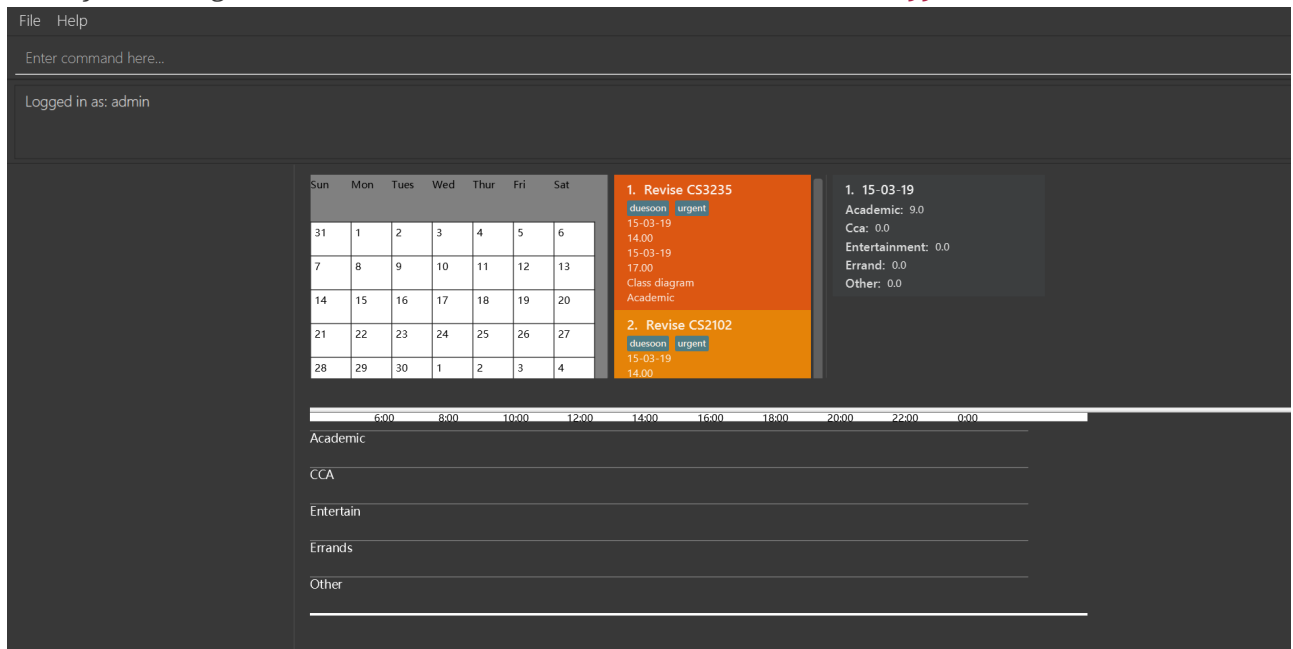 File Help
Enter command here...
Logged in as: admin
Sun Mon Tues Wed Thur Fri Sat
31 1 2 3 4 5 6
7 8 9 10 11 12 13
14 15 16 17 18 19 20
21 22 23 24 25 26 27
28 29 30 1 2 3 4
1. Revise CS3235
duesoon urgent
15-03-19
14.00
15-03-19
17.00
Class diagram
Academic
2. Revise CS2102
duesoon urgent
15-03-19
14.00
1. 15-03-19
Academic: 9.0
Cca: 0.0
Entertainment: 0.0
Errand: 0.0
Other: 0.0
6:00 8:00 10:00 12:00 14:00 16:00 18:00 20:00 22:00 0:00
Academic
CCA
Entertain
Errands
Other